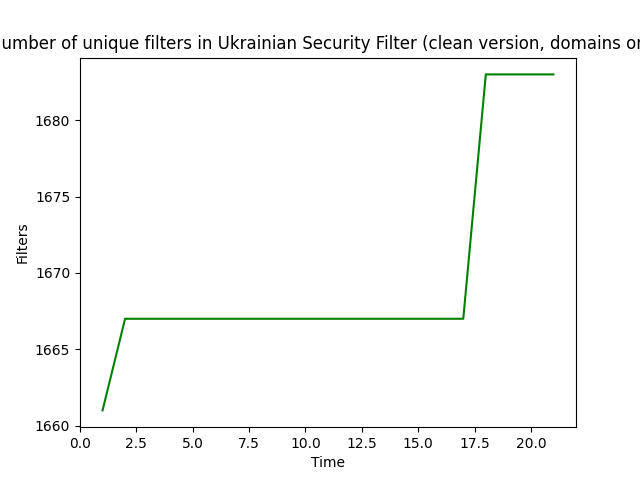 umber of unique filters in Ukrainian Security Filter (clean version, domains or
1680
1675
1670
1665
1660
Filters
0.0 2.5 5.0 7.5 10.0 12.5 15.0 17.5 20.0
Time